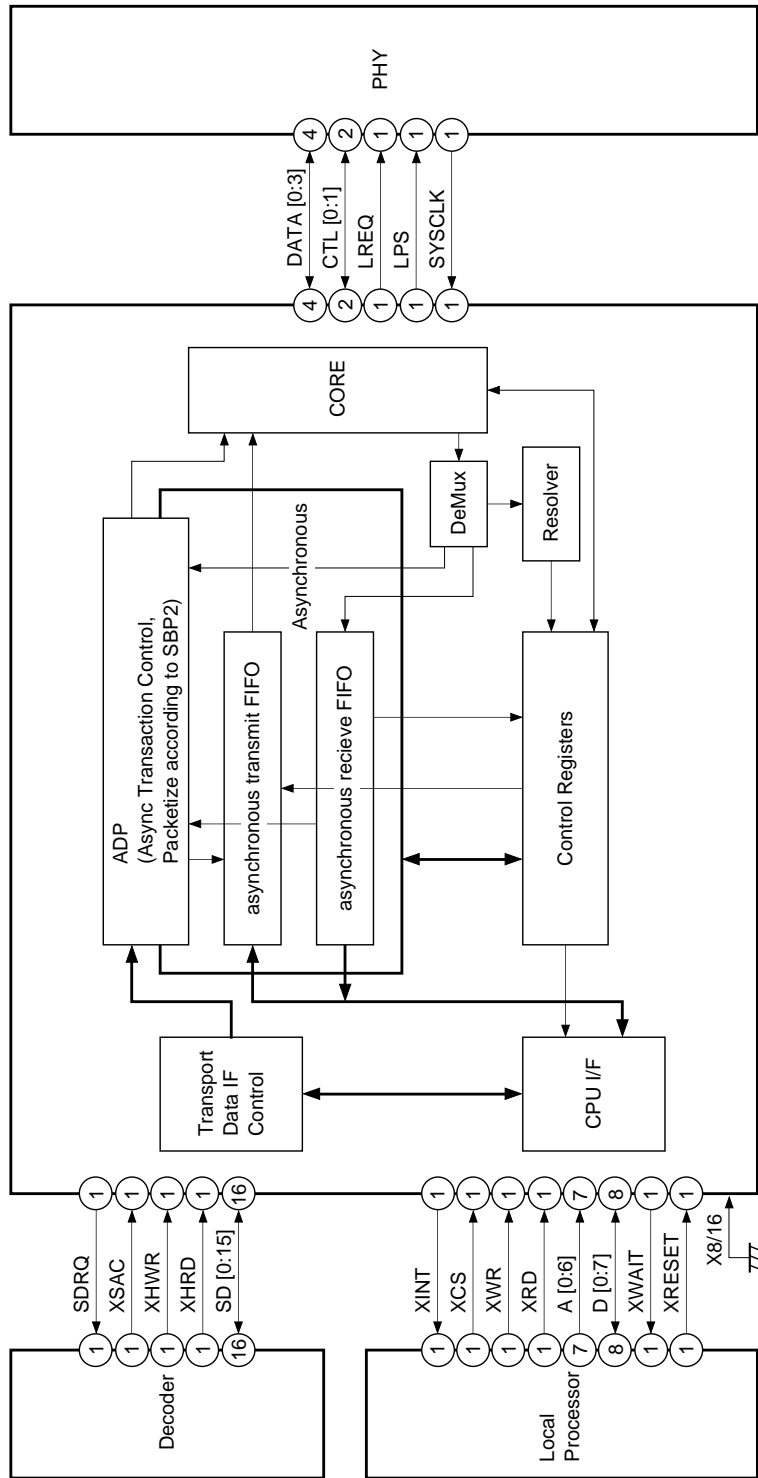 Decoder
1
1
1
1
16
SDRQ
XSAC
XHWR
XHRD
SD [0:15]
1
1
1
1
16
Local
Processor
1
1
1
1
7
8
1
1
XINT
XCS
XWR
XRD
A [0:6]
D [0:7]
XWAIT
XRESET
1
1
1
1
7
8
1
1
X8/16
Transport
Data IF
Control
CPU I/F
ADP
(Async Transaction Control,
Packetize according to SBP2)
asynchronous transmit FIFO
asynchronous recieve FIFO
Asynchronous
Control Registers
CORE
DeMux
Resolver
4
2
1
1
1
DATA [0:3]
CTL [0:1]
LREQ
LPS
SYSCLK
4
2
1
1
1
PHY